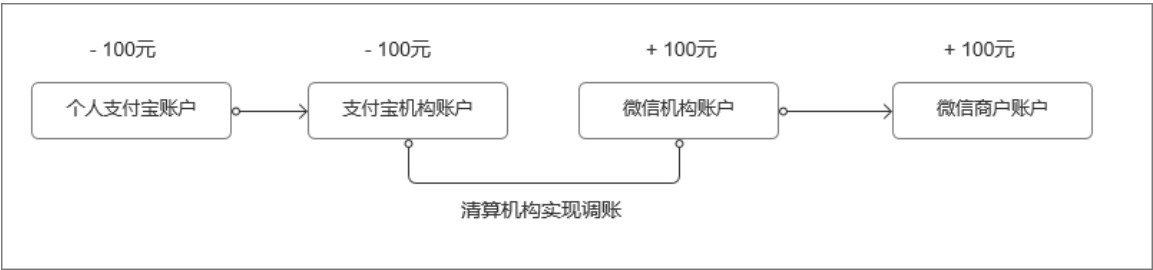 - 100元
- 100元
+ 100元
+ 100元
个人支付宝账户
支付宝机构账户
微信机构账户
微信商户账户
清算机构实现调账